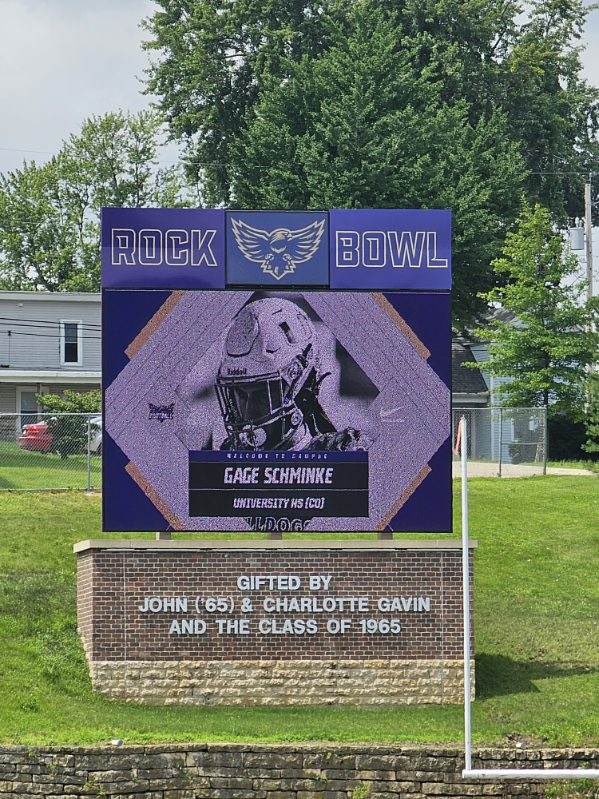 ROCK BOWL
Riddell
WELCOME TO CAMPUS
GAGE SCHMINKE
UNIVERSITY HS (CO)
GIFTED BY
JOHN ('65) & CHARLOTTE GAVIN
AND THE CLASS OF 1965